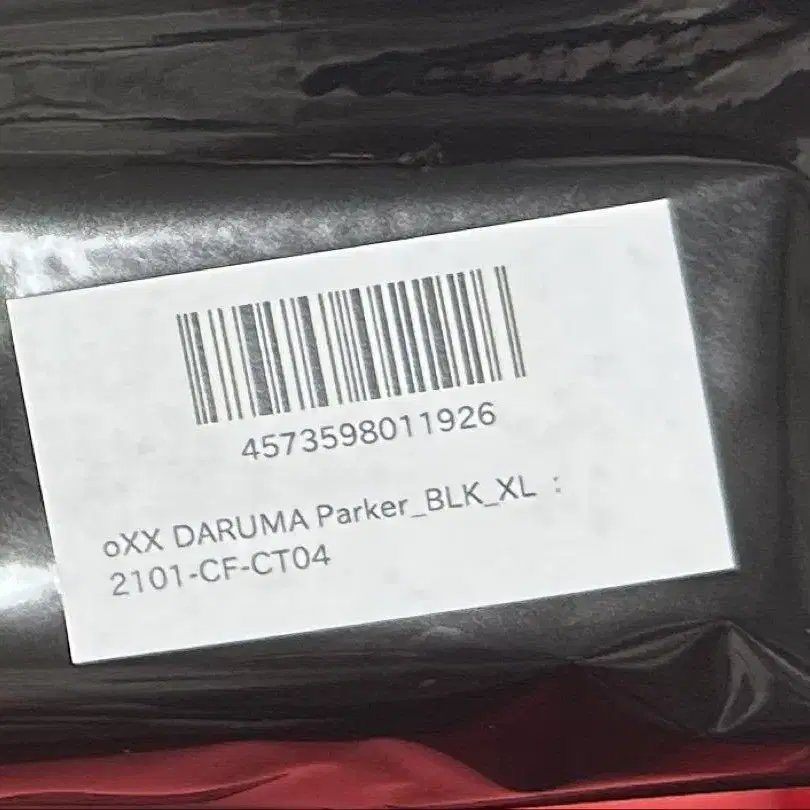 4573598011926
oXX DARUMA Parker_BLK_XL :
2101-CF-CT04